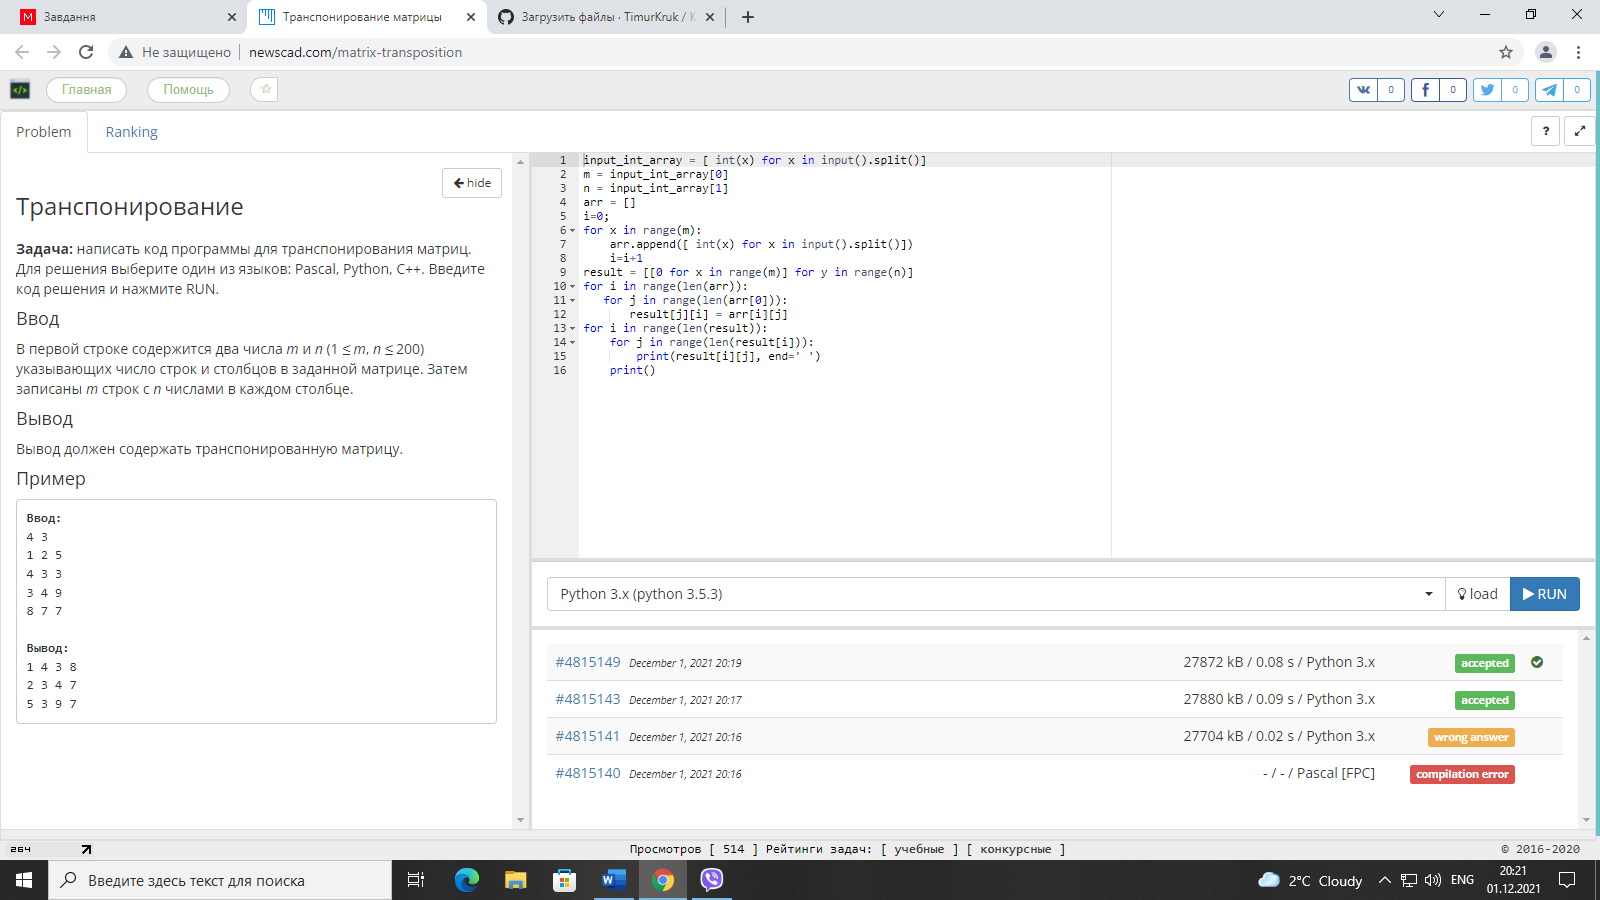 Завдання
Транспонирование матрицы
Загрузить файлы · TimurKruk / K
Не защищено
newscad.com/matrix-transposition
Главная
Помощь
0
0
0
0
Problem
Ranking
?
hide
Транспонирование
Задача: написать код программы для транспонирования матриц.
Для решения выберите один из языков: Pascal, Python, C++. Введите
код решения и нажмите RUN.
Ввод
В первой строке содержится два числа m и n (1 ≤ m, n ≤ 200)
указывающих число строк и столбцов в заданной матрице. Затем
записаны m строк с n числами в каждом столбце.
Вывод
Вывод должен содержать транспонированную матрицу.
Пример
Ввод:
4 3
1 2 5
4 3 3
3 4 9
8 7 7
Вывод:
1 4 3 8
2 3 4 7
5 3 9 7
1 input_int_array = [ int(x) for x in input().split()]
2 m = input_int_array[0]
3 n = input_int_array[1]
4 arr = []
5 i=0;
6 for x in range(m):
7 arr.append([ int(x) for x in input().split()])
8 i=i+1
9 result = [[0 for x in range(m)] for y in range(n)]
10 for i in range(len(arr)):
11 for j in range(len(arr[0])):
12 result[j][i] = arr[i][j]
13 for i in range(len(result)):
14 for j in range(len(result[i])):
15 print(result[i][j], end=' ')
16 print()
Python 3.x (python 3.5.3)
load
RUN
#4815149 December 1, 2021 20:19 27872 kB / 0.08 s / Python 3.x accepted
#4815143 December 1, 2021 20:17 27880 kB / 0.09 s / Python 3.x accepted
#4815141 December 1, 2021 20:16 27704 kB / 0.02 s / Python 3.x wrong answer
#4815140 December 1, 2021 20:16 - / - / Pascal [FPC] compilation error
264
Просмотров [ 514 ] Рейтинги задач: [ учебные ] [ конкурсные ]
© 2016-2020
Введите здесь текст для поиска
2°C Cloudy
ENG
20:21
01.12.2021